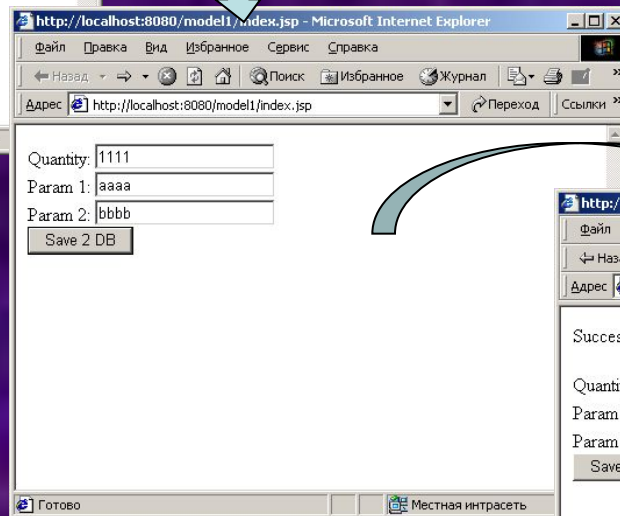 http://localhost:8080/model1/index.jsp - Microsoft Internet Explorer
Файл Правка Вид Избранное Сервис Справка
Назад Поиск Избранное Журнал
Адрес http://localhost:8080/model1/index.jsp Переход Ссылки
Quantity: 1111
Param 1: aaaa
Param 2: bbbb
Save 2 DB
Готово Местная интрасеть
http:/
Файл
Наза
Адрес
Succes
Quanti
Param
Param
Save